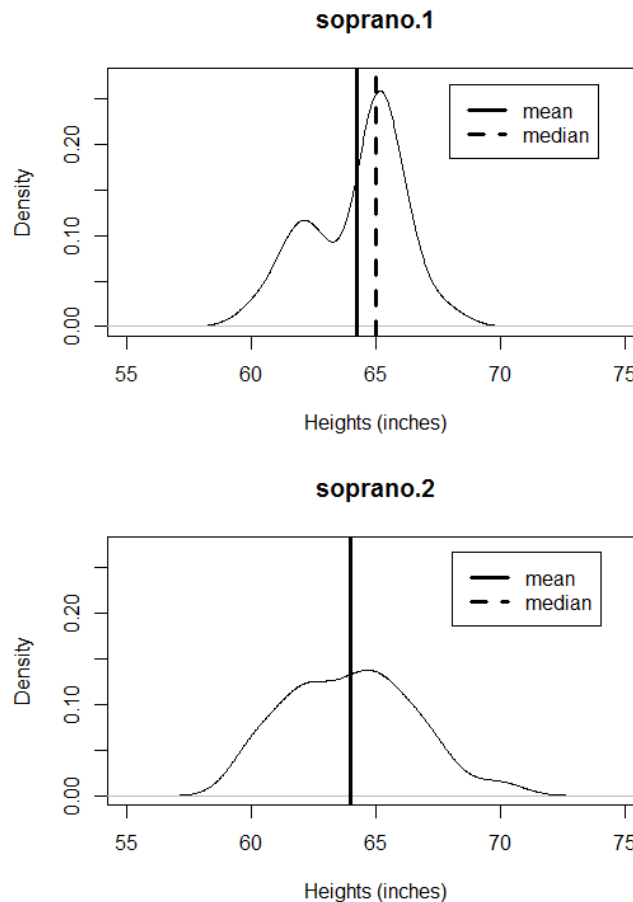 soprano.1
mean
median
Density
0.00
0.10
0.20
55
60
65
70
75
Heights (inches)
soprano.2
mean
median
Density
0.00
0.10
0.20
55
60
65
70
75
Heights (inches)